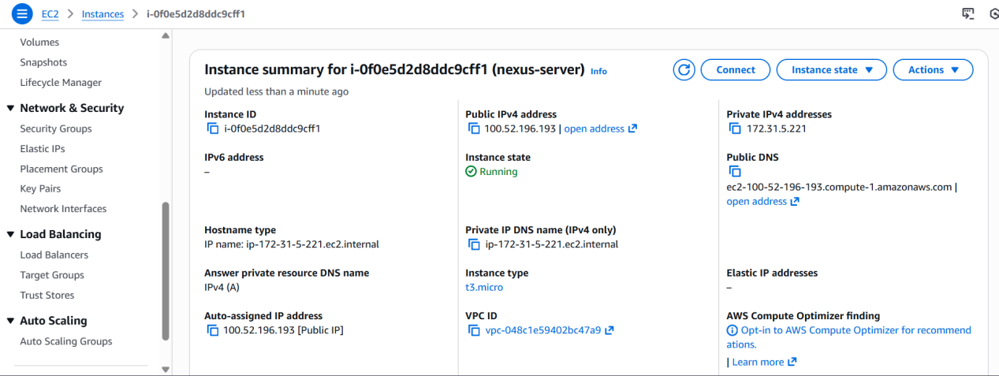 EC2 > Instances > i-0f0e5d2d8ddc9cff1
Volumes
Snapshots
Lifecycle Manager
Network & Security
Security Groups
Elastic IPs
Placement Groups
Key Pairs
Network Interfaces
Load Balancing
Load Balancers
Target Groups
Trust Stores
Auto Scaling
Auto Scaling Groups
Instance summary for i-0f0e5d2d8ddc9cff1 (nexus-server) Info
Connect
Instance state
Actions
Updated less than a minute ago
Instance ID
i-0f0e5d2d8ddc9cff1
Public IPv4 address
100.52.196.193 | open address
Private IPv4 addresses
172.31.5.221
IPv6 address
–
Instance state
Running
Public DNS
ec2-100-52-196-193.compute-1.amazonaws.com |
open address
Hostname type
IP name: ip-172-31-5-221.ec2.internal
Private IP DNS name (IPv4 only)
ip-172-31-5-221.ec2.internal
Answer private resource DNS name
IPv4 (A)
Instance type
t3.micro
Elastic IP addresses
–
Auto-assigned IP address
100.52.196.193 [Public IP]
VPC ID
vpc-048c1e59402bc47a9
AWS Compute Optimizer finding
Opt-in to AWS Compute Optimizer for recommend
ations.
| Learn more